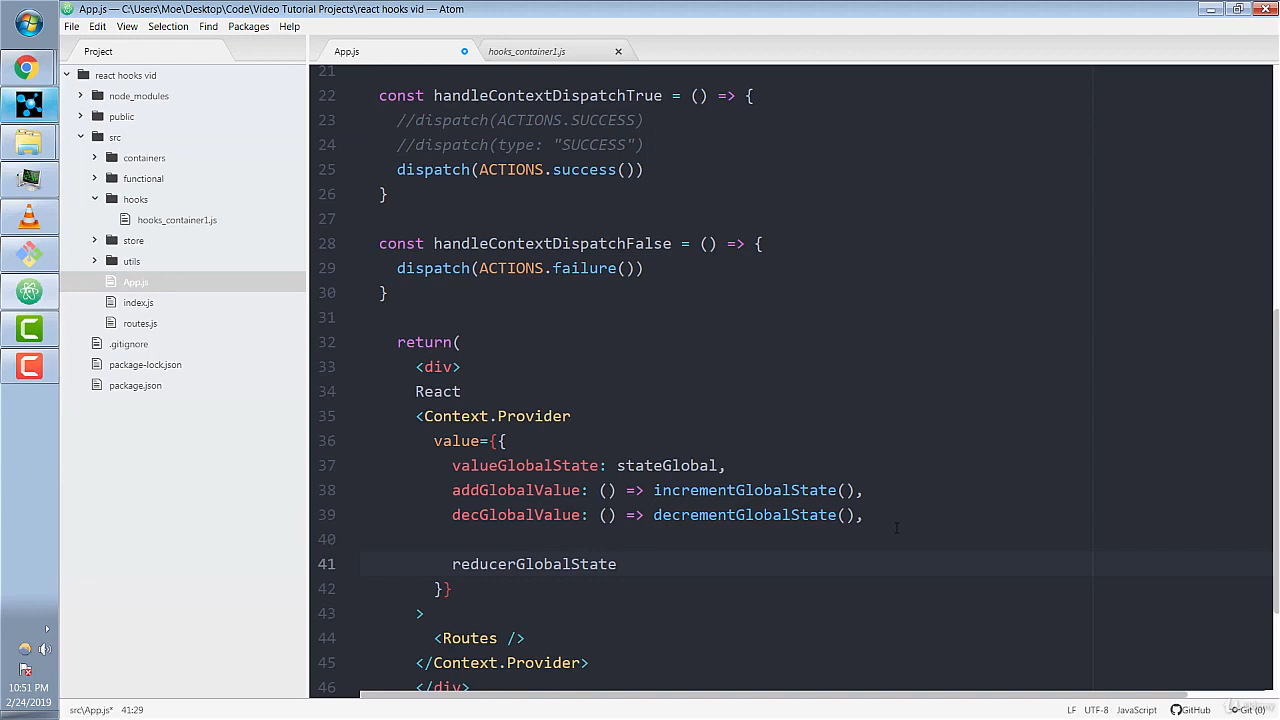 App.js — C:\Users\Moe\Desktop\Code\Video Tutorial Projects\react hooks vid — Atom
File Edit View Selection Find Packages Help
Project
App.js
hooks_container1.js
react hooks vid
node_modules
public
src
containers
functional
hooks
hooks_container1.js
store
utils
App.js
index.js
routes.js
.gitignore
package-lock.json
package.json
21
22 const handleContextDispatchTrue = () => {
23 //dispatch(ACTIONS.SUCCESS)
24 //dispatch(type: "SUCCESS")
25 dispatch(ACTIONS.success())
26 }
27
28 const handleContextDispatchFalse = () => {
29 dispatch(ACTIONS.failure())
30 }
31
32 return(
33 <div>
34 React
35 <Context.Provider
36 value={{
37 valueGlobalState: stateGlobal,
38 addGlobalValue: () => incrementGlobalState(),
39 decGlobalValue: () => decrementGlobalState(),
40
41 reducerGlobalState
42 }}
43 >
44 <Routes />
45 </Context.Provider>
46 </div>
10:51 PM
2/24/2019
src\App.js* 41:29
LF UTF-8 JavaScript GitHub Git (0)